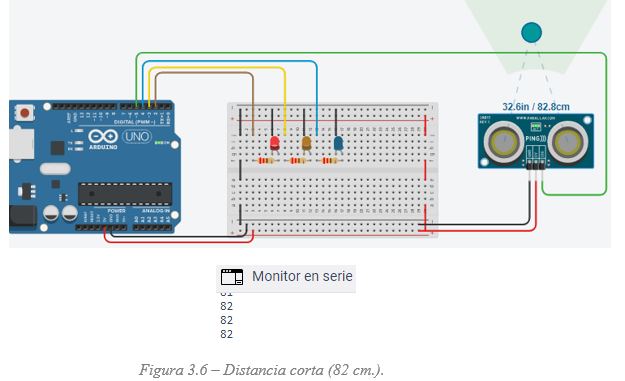 32.6in / 82.8cm
DIGITAL (PWM ~)
UNO
ARDUINO
PING)))
POWER
ANALOG IN
Monitor en serie
81
82
82
82
Figura 3.6 – Distancia corta (82 cm.).